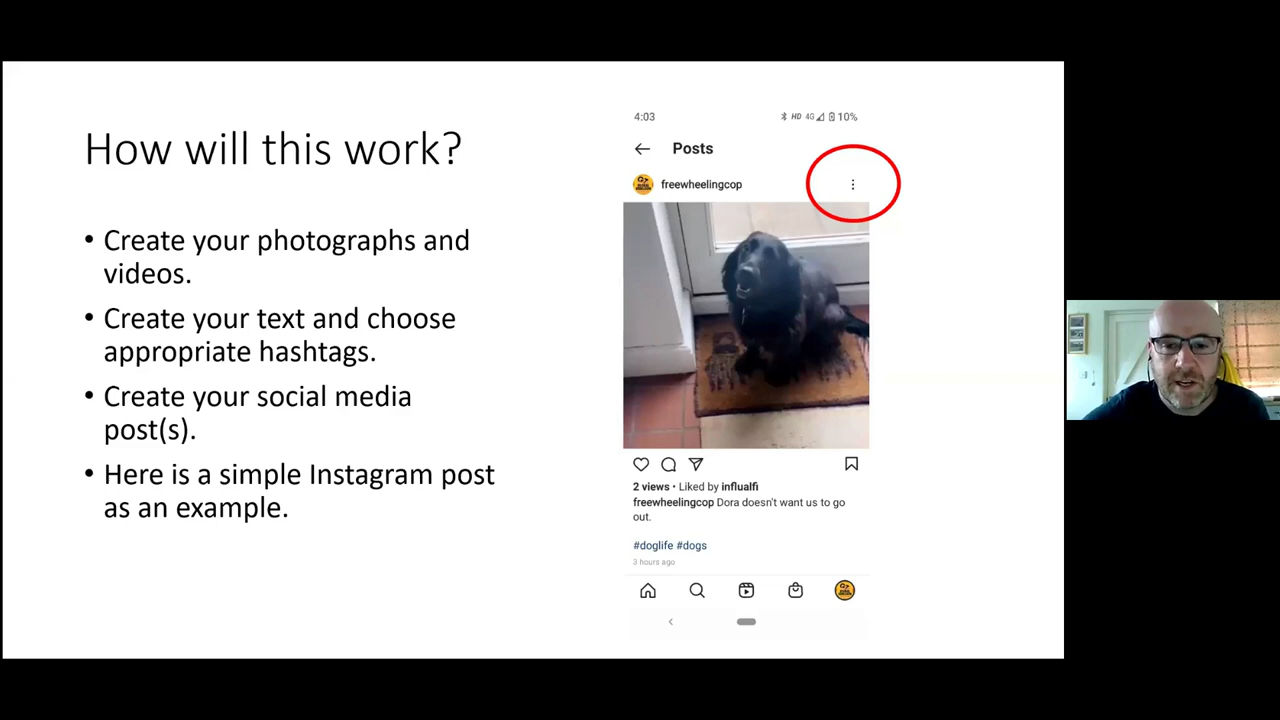 How will this work?
• Create your photographs and
videos.
• Create your text and choose
appropriate hashtags.
• Create your social media
post(s).
• Here is a simple Instagram post
as an example.
4:03
HD 4G 10%
Posts
freewheelingcop
2 views • Liked by influalfi
freewheelingcop Dora doesn't want us to go
out.
#doglife #dogs
3 hours ago